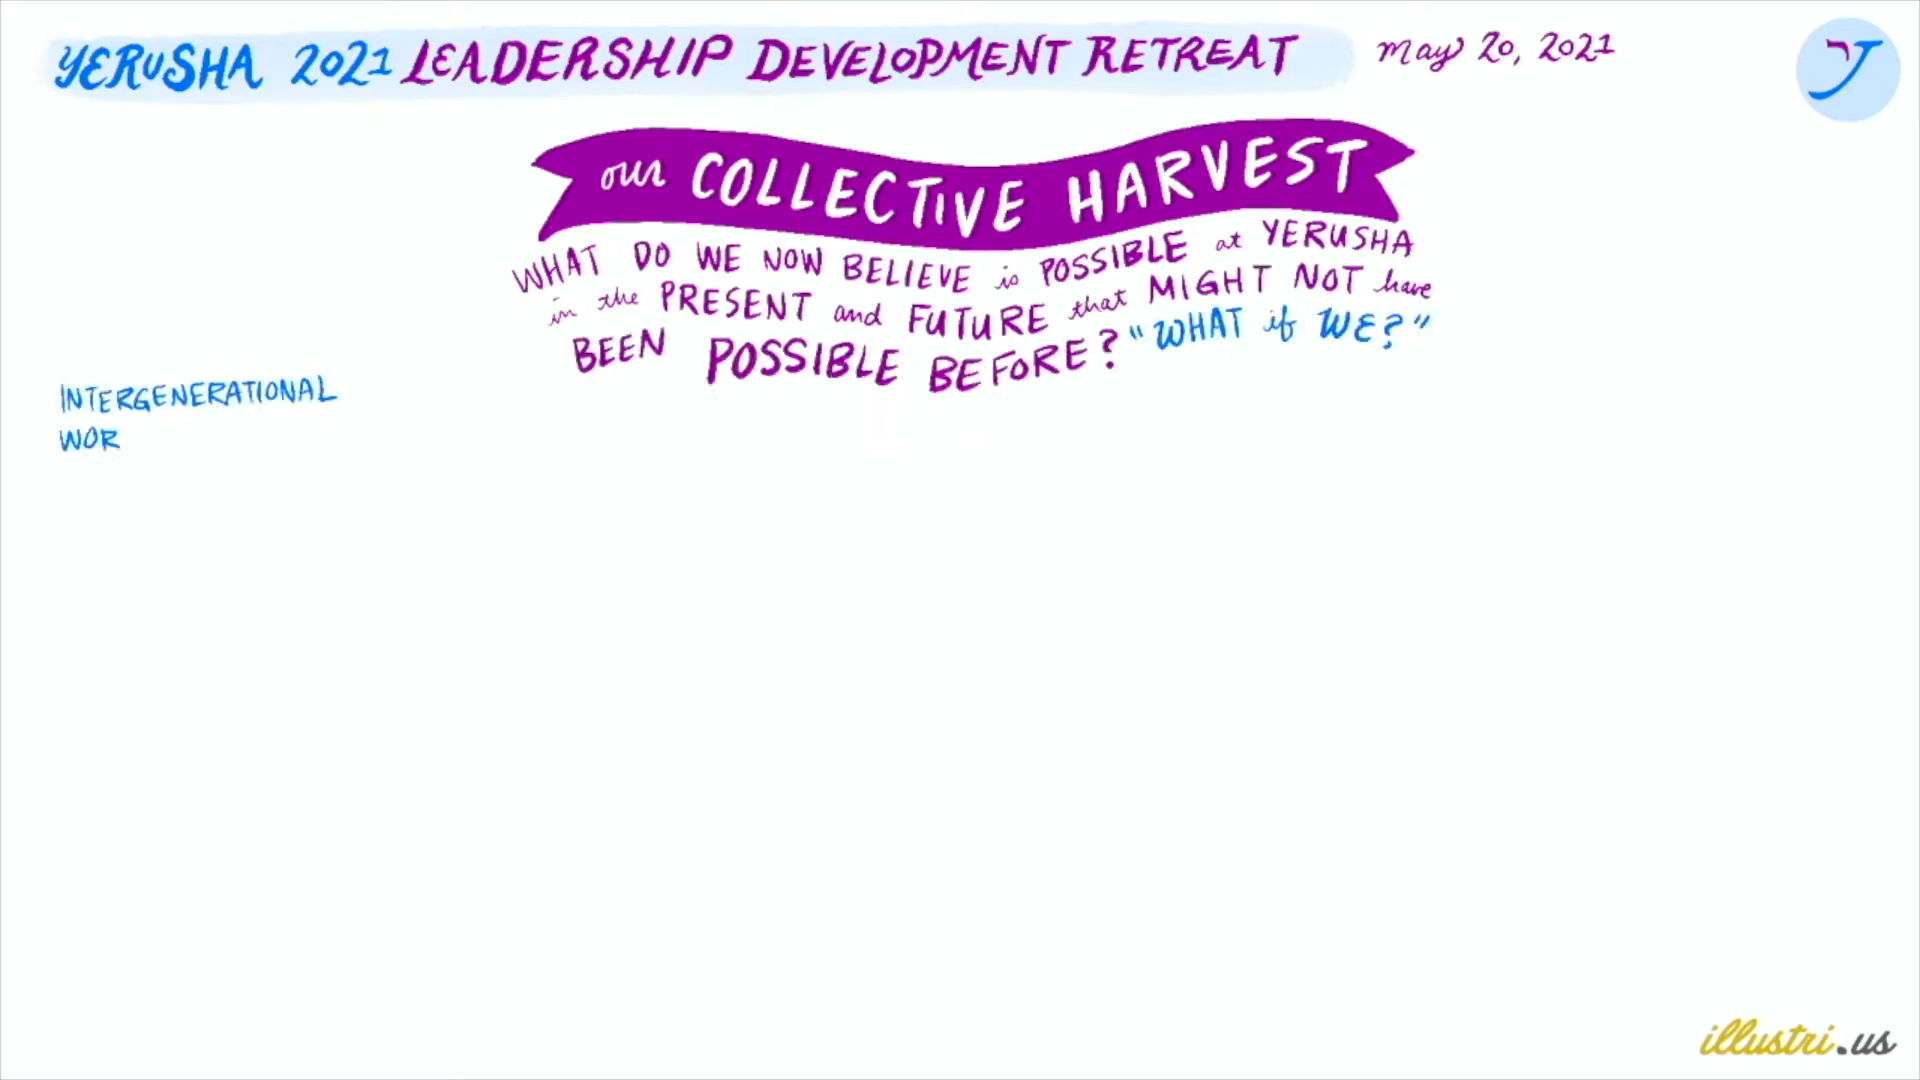 YERUSHA 2021 LEADERSHIP DEVELOPMENT RETREAT may 20, 2021
our COLLECTIVE HARVEST
WHAT DO WE NOW BELIEVE is POSSIBLE at YERUSHA
in the PRESENT and FUTURE that MIGHT NOT have
BEEN POSSIBLE BEFORE? "WHAT if WE?"
INTERGENERATIONAL
WOR
illustri.us